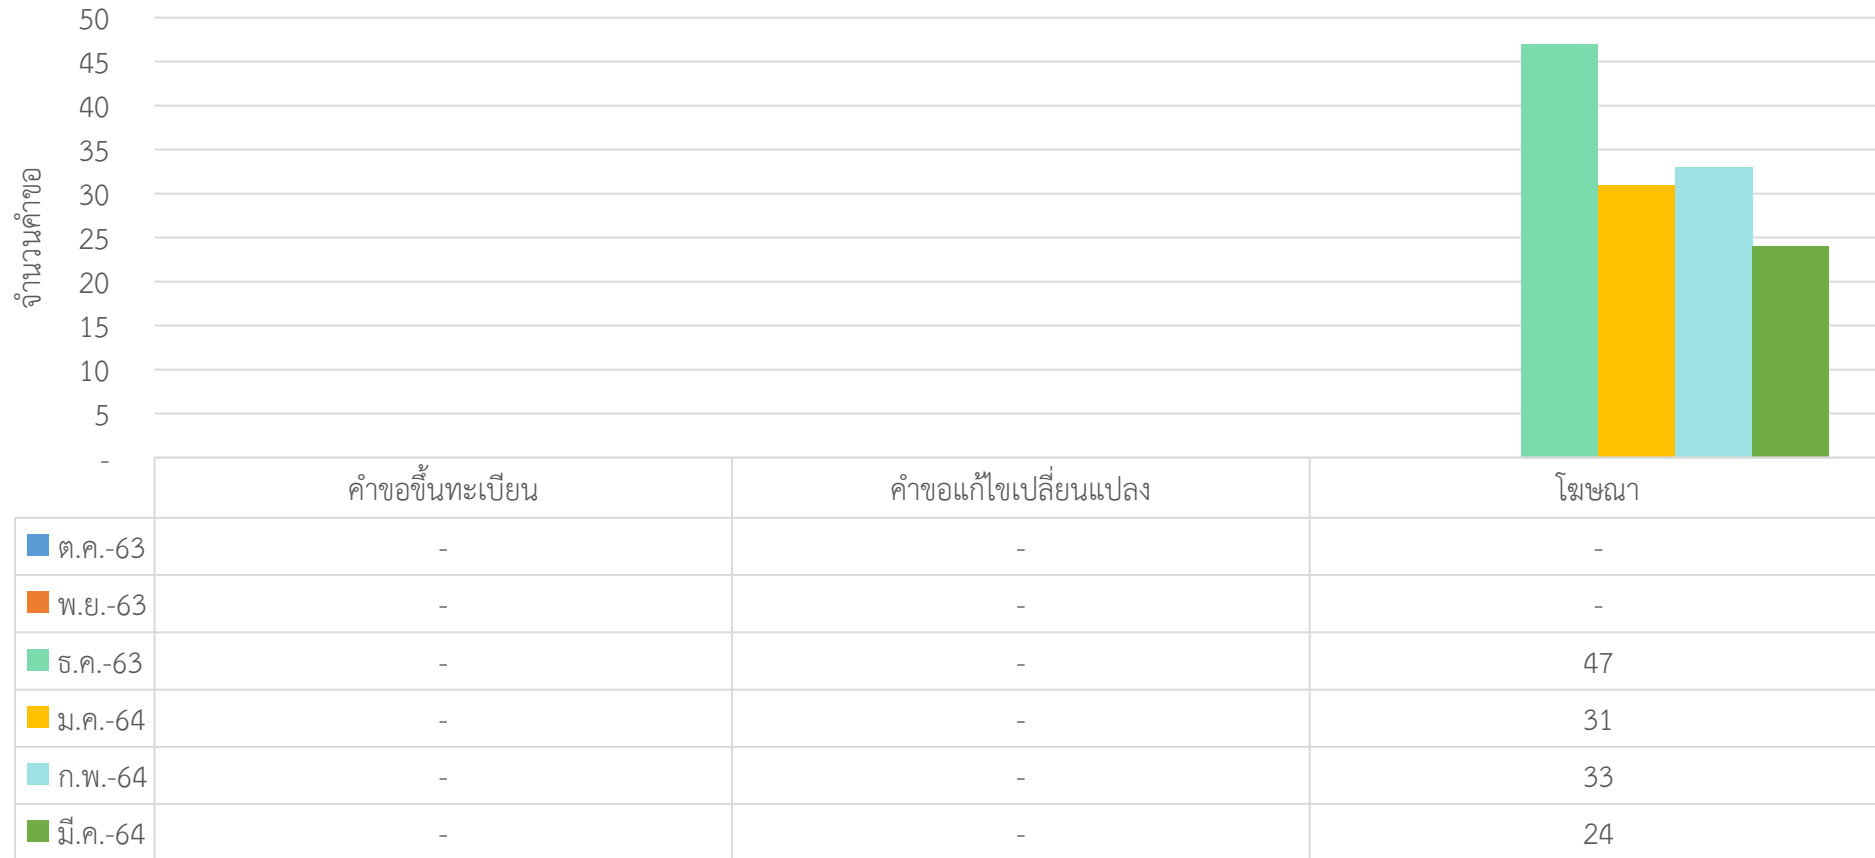 50
45
40
35
30
25
20
15
10
5
-
จำนวนคำขอ
คำขอขึ้นทะเบียน คำขอแก้ไขเปลี่ยนแปลง โฆษณา
ต.ค.-63 - - -
พ.ย.-63 - - -
ธ.ค.-63 - - 47
ม.ค.-64 - - 31
ก.พ.-64 - - 33
มี.ค.-64 - - 24